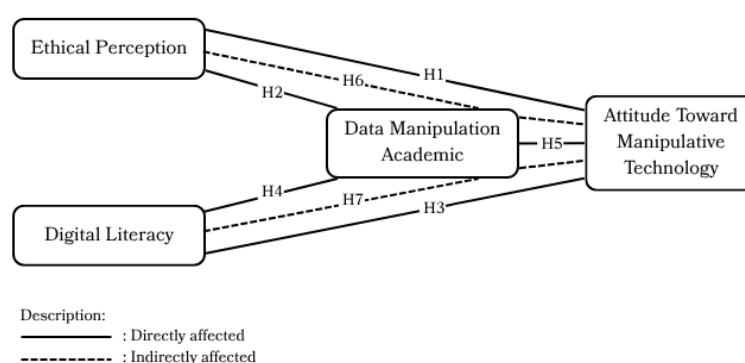 Ethical Perception
H1
H6
H2
Data Manipulation
Academic
H5
Attitude Toward
Manipulative
Technology
H4
H7
H3
Digital Literacy
Description:
: Directly affected
: Indirectly affected